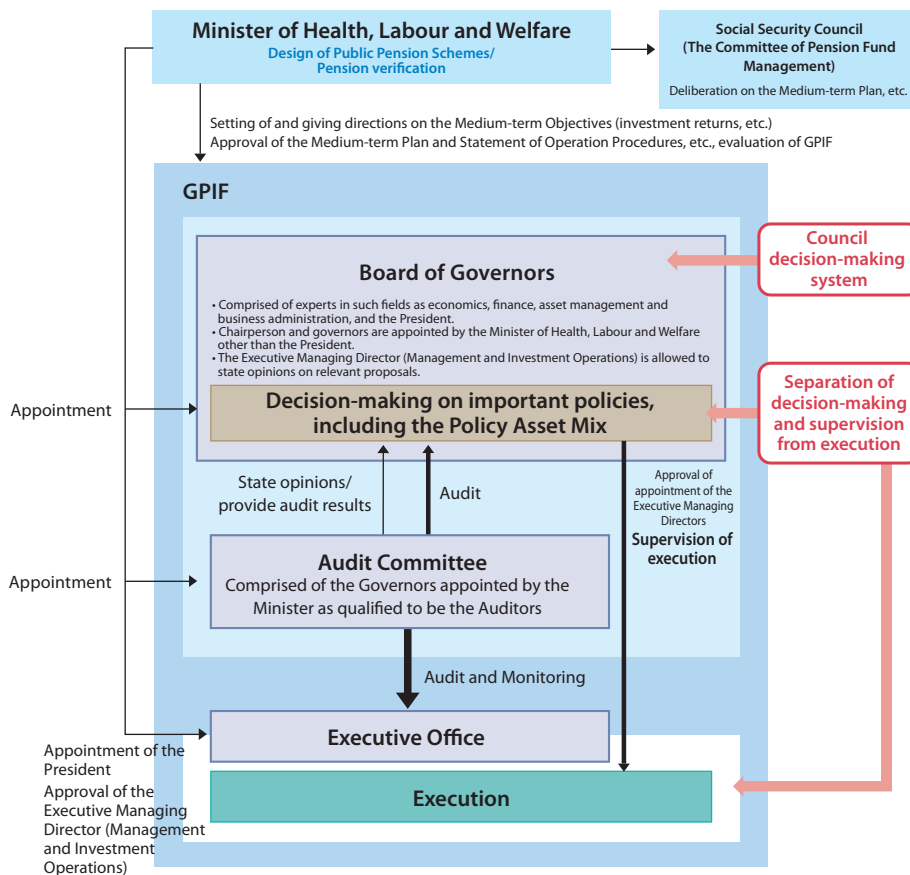 Minister of Health, Labour and Welfare
Design of Public Pension Schemes/
Pension verification
Social Security Council
(The Committee of Pension Fund
Management)
Deliberation on the Medium-term Plan, etc.
Setting of and giving directions on the Medium-term Objectives (investment returns, etc.)
Approval of the Medium-term Plan and Statement of Operation Procedures, etc., evaluation of GPIF
GPIF
Board of Governors
• Comprised of experts in such fields as economics, finance, asset management and
business administration, and the President.
• Chairperson and governors are appointed by the Minister of Health, Labour and Welfare
other than the President.
• The Executive Managing Director (Management and Investment Operations) is allowed to
state opinions on relevant proposals.
Council
decision-making
system
Decision-making on important policies,
including the Policy Asset Mix
Separation of
decision-making
and supervision
from execution
Appointment
State opinions/
provide audit results
Audit
Approval of
appointment of the
Executive Managing
Directors
Supervision of
execution
Audit Committee
Comprised of the Governors appointed by the
Minister as qualified to be the Auditors
Appointment
Audit and Monitoring
Executive Office
Appointment of the
President
Approval of the
Executive Managing
Director (Management
and Investment
Operations)
Execution